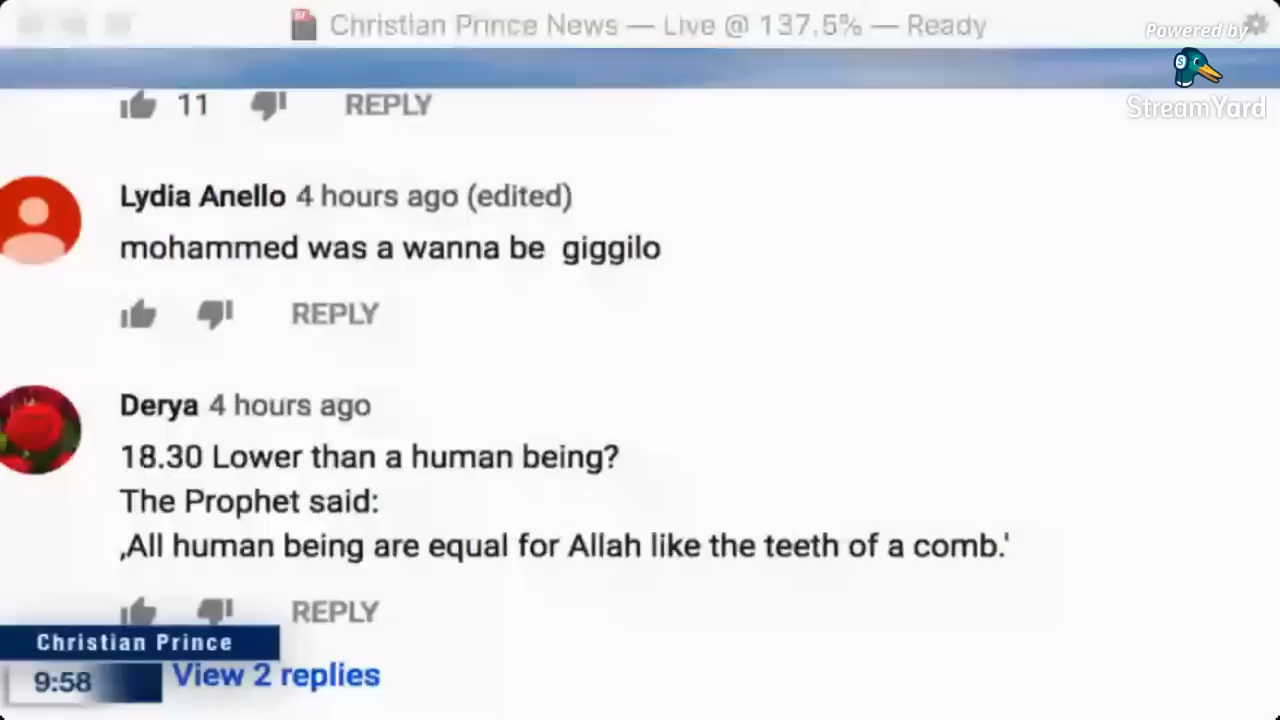 Christian Prince News — Live @ 137.5% — Ready
Powered by
StreamYard
11 REPLY
Lydia Anello 4 hours ago (edited)
mohammed was a wanna be giggilo
REPLY
Derya 4 hours ago
18.30 Lower than a human being?
The Prophet said:
‚All human being are equal for Allah like the teeth of a comb.'
REPLY
Christian Prince
9:58
View 2 replies